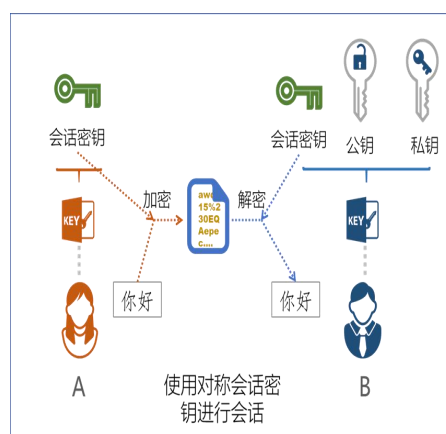 会话密钥
会话密钥
公钥
私钥
加密
解密
awc
15%2
30EQ
Aepe
c....
KEY
KEY
你好
你好
A
使用对称会话密
钥进行会话
B